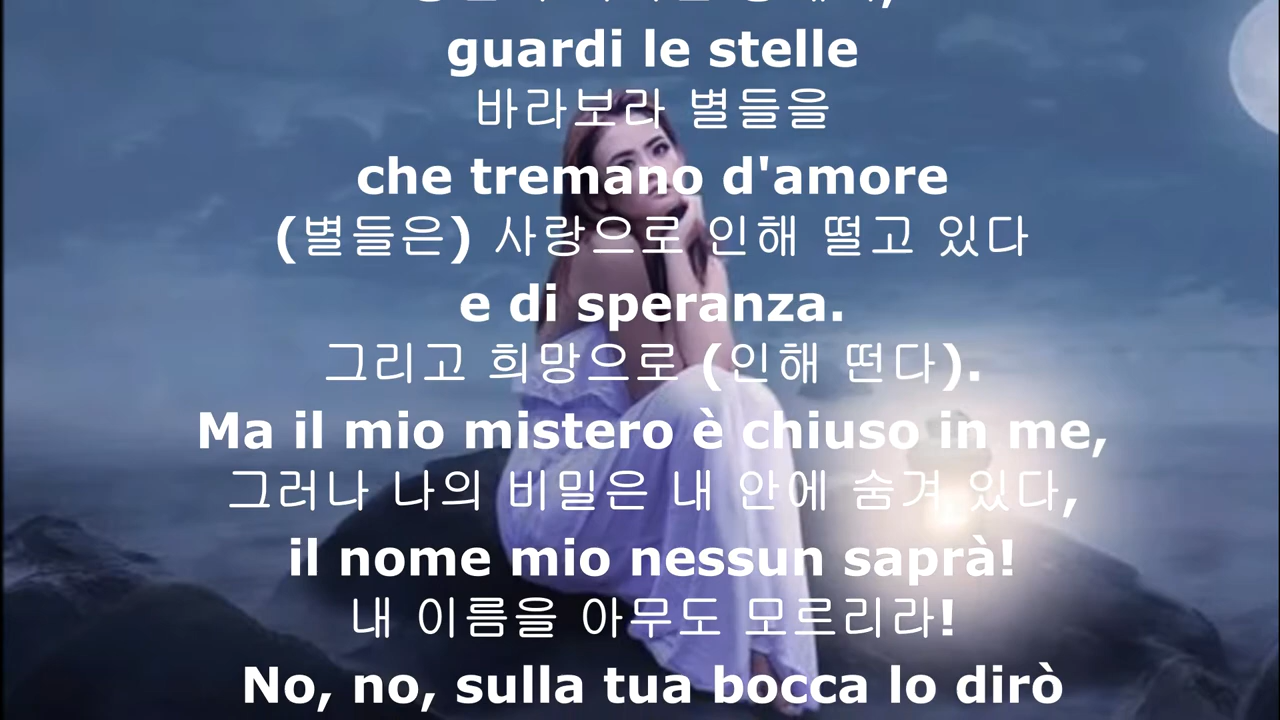 guardi le stelle
바라보라 별들을
che tremano d'amore
(별들은) 사랑으로 인해 떨고 있다
e di speranza.
그리고 희망으로 (인해 떤다).
Ma il mio mistero è chiuso in me,
그러나 나의 비밀은 내 안에 숨겨 있다,
il nome mio nessun saprà!
내 이름을 아무도 모르리라!
No, no, sulla tua bocca lo dirò